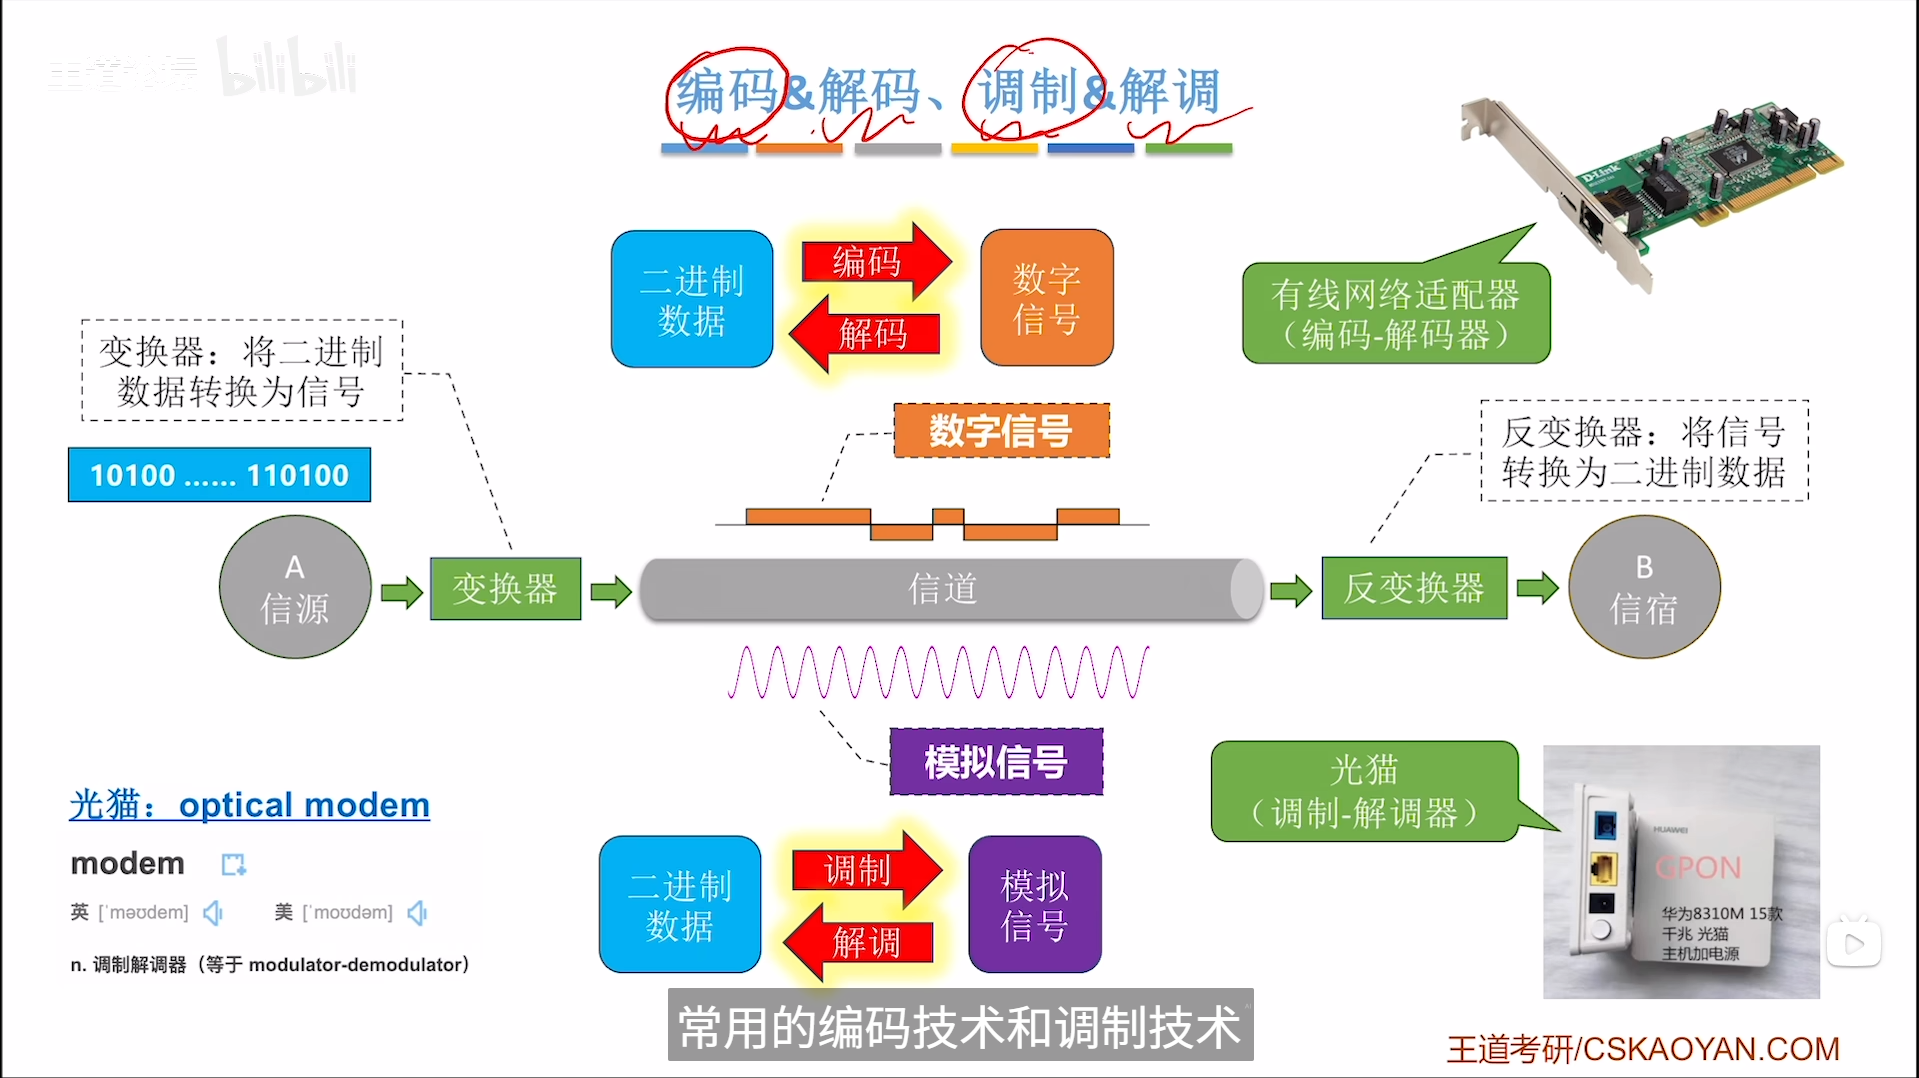 王道论坛 bilibili
编码&解码、调制&解调
D-Link
二进制
数据
编码
解码
数字
信号
有线网络适配器
（编码-解码器）
变换器：将二进制
数据转换为信号
数字信号
反变换器：将信号
转换为二进制数据
10100 …… 110100
A
信源
变换器
信道
反变换器
B
信宿
模拟信号
光猫：optical modem
modem
英 [ˈməʊdem] 美 [ˈmoʊdəm]
n. 调制解调器（等于 modulator-demodulator）
二进制
数据
调制
解调
模拟
信号
光猫
（调制-解调器）
HUAWEI
GPON
华为8310M 15款
千兆 光猫
主机加电源
常用的编码技术和调制技术
王道考研/CSKAOYAN.COM